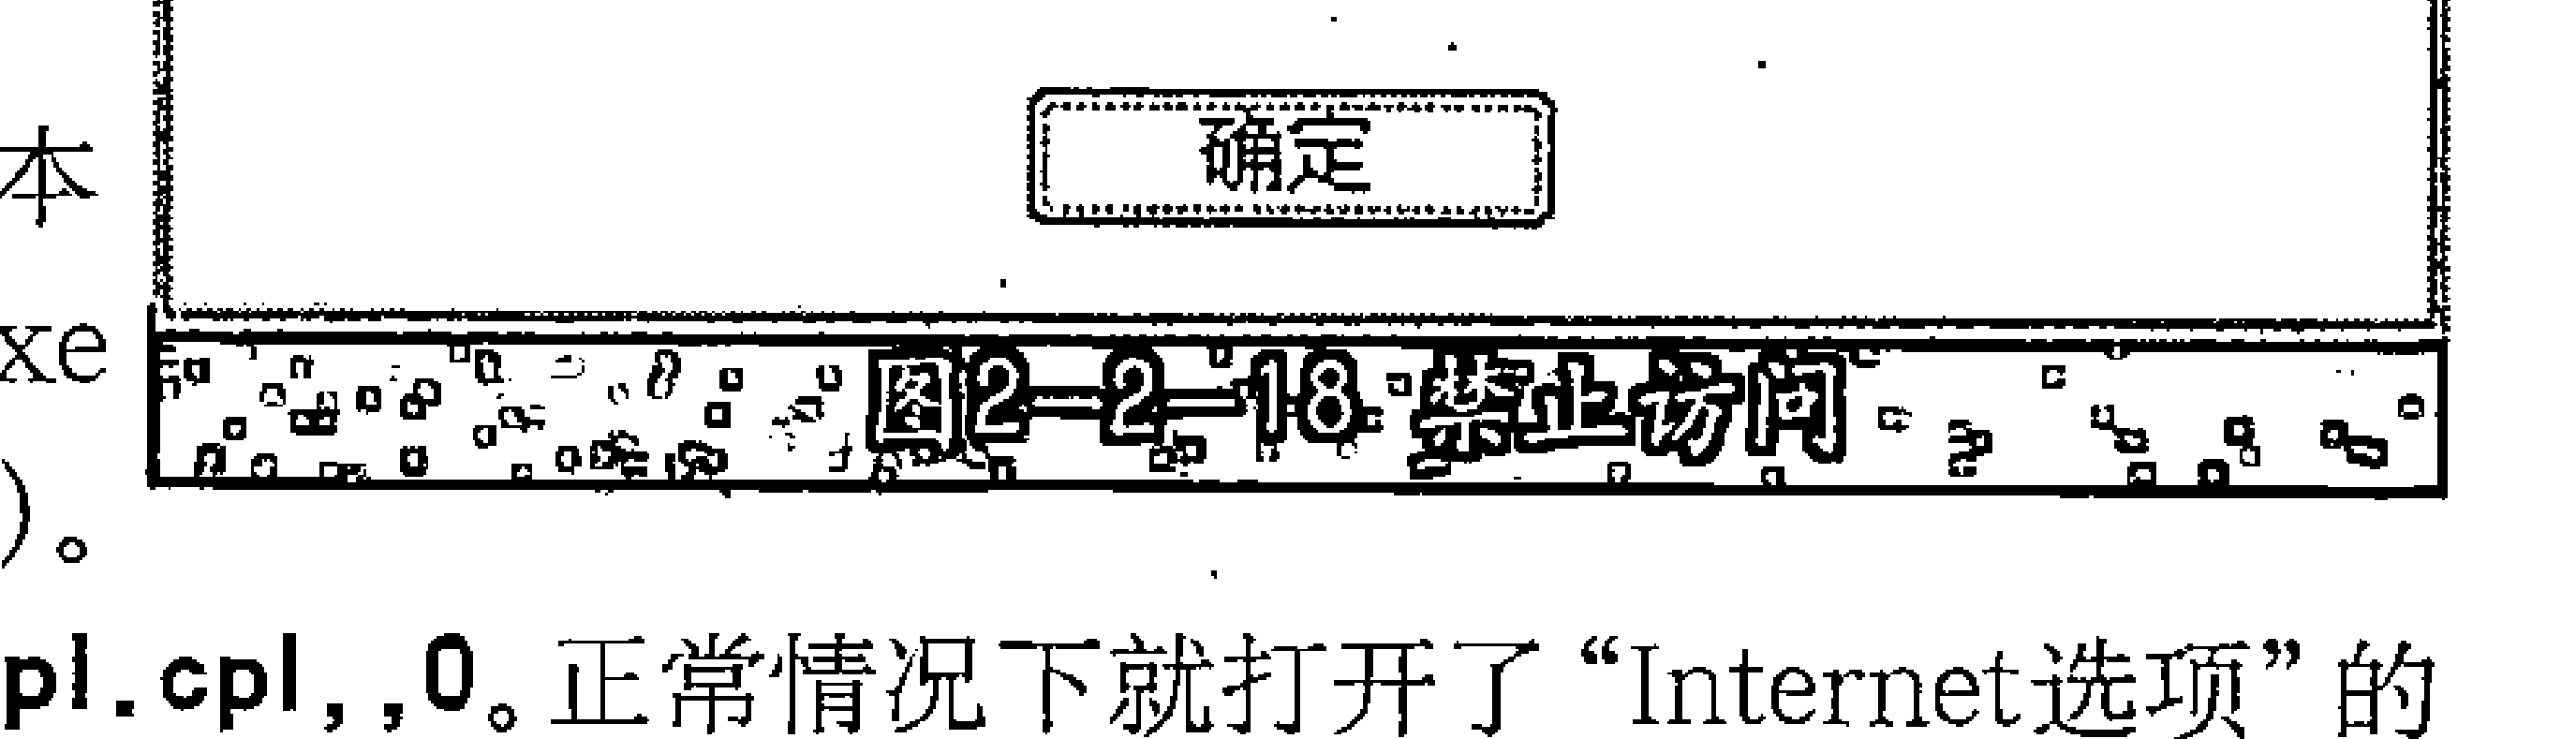 确定
本
xe
图2-2-18 禁止访问
)。
pl.cpl,,0。正常情况下就打开了“Internet选项”的